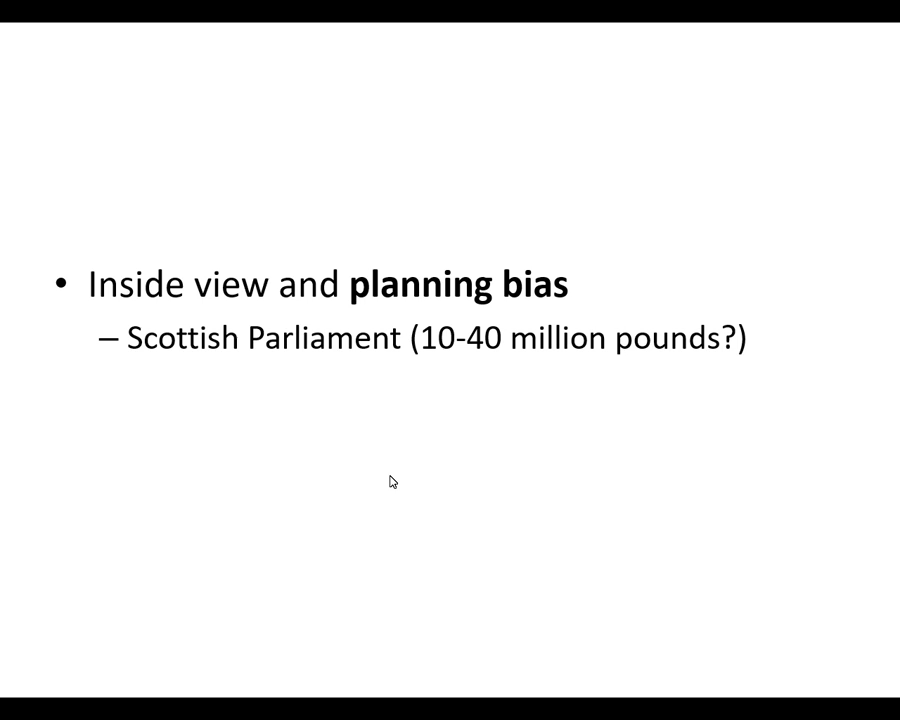 • Inside view and planning bias
– Scottish Parliament (10-40 million pounds?)